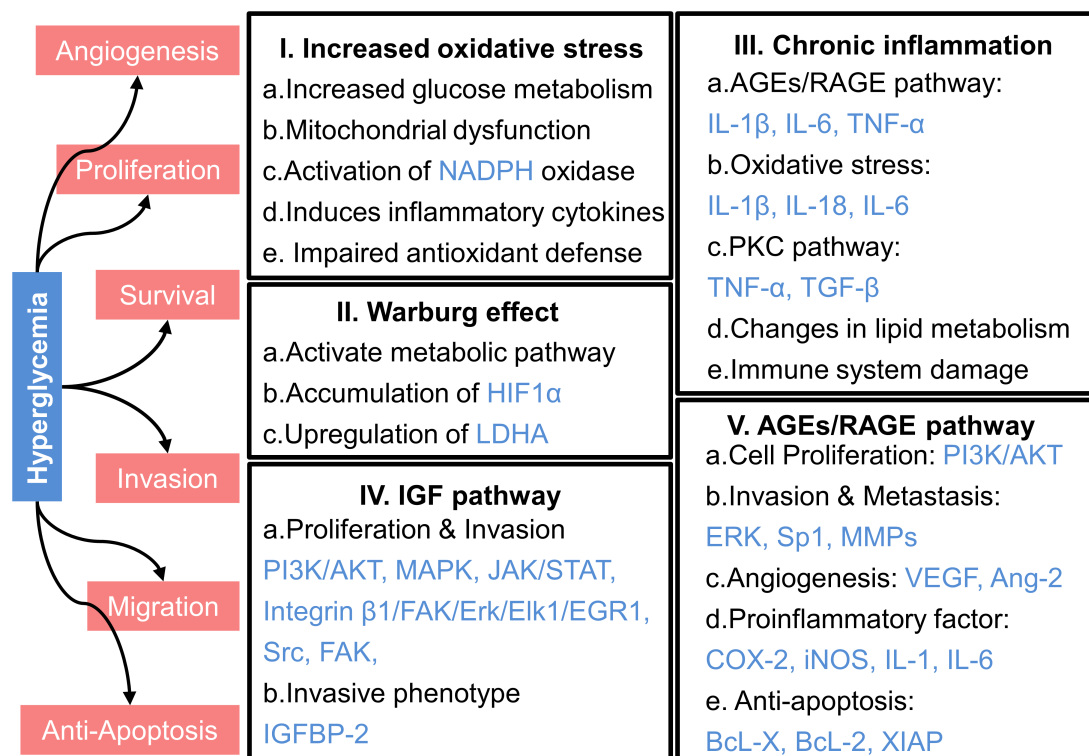 Angiogenesis
Proliferation
Survival
Hyperglycemia
Invasion
Migration
Anti-Apoptosis
I. Increased oxidative stress
a.Increased glucose metabolism
b.Mitochondrial dysfunction
c.Activation of NADPH oxidase
d.Induces inflammatory cytokines
e. Impaired antioxidant defense
II. Warburg effect
a.Activate metabolic pathway
b.Accumulation of HIF1α
c.Upregulation of LDHA
III. Chronic inflammation
a.AGEs/RAGE pathway:
IL-1β, IL-6, TNF-α
b.Oxidative stress:
IL-1β, IL-18, IL-6
c.PKC pathway:
TNF-α, TGF-β
d.Changes in lipid metabolism
e.Immune system damage
IV. IGF pathway
a.Proliferation & Invasion
PI3K/AKT, MAPK, JAK/STAT,
Integrin β1/FAK/Erk/Elk1/EGR1,
Src, FAK,
b.Invasive phenotype
IGFBP-2
V. AGEs/RAGE pathway
a.Cell Proliferation: PI3K/AKT
b.Invasion & Metastasis:
ERK, Sp1, MMPs
c.Angiogenesis: VEGF, Ang-2
d.Proinflammatory factor:
COX-2, iNOS, IL-1, IL-6
e. Anti-apoptosis:
BcL-X, BcL-2, XIAP